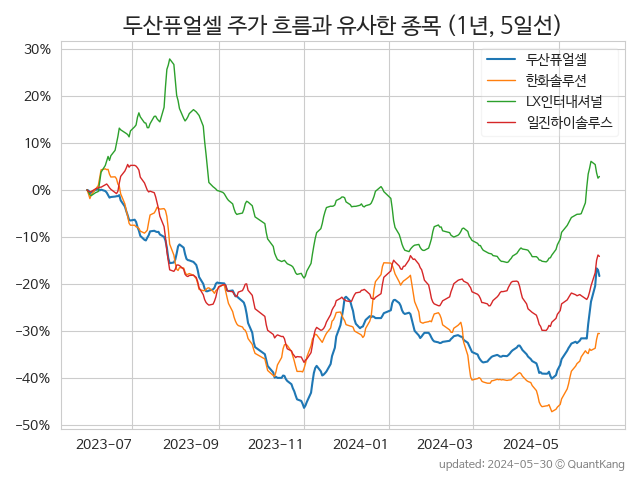 두산퓨얼셀 주가 흐름과 유사한 종목 (1년, 5일선)
30%
20%
10%
0%
−10%
−20%
−30%
−40%
−50%
두산퓨얼셀
한화솔루션
LX인터내셔널
일진하이솔루스
2023-07
2023-09
2023-11
2024-01
2024-03
2024-05
updated: 2024-05-30 © QuantKang